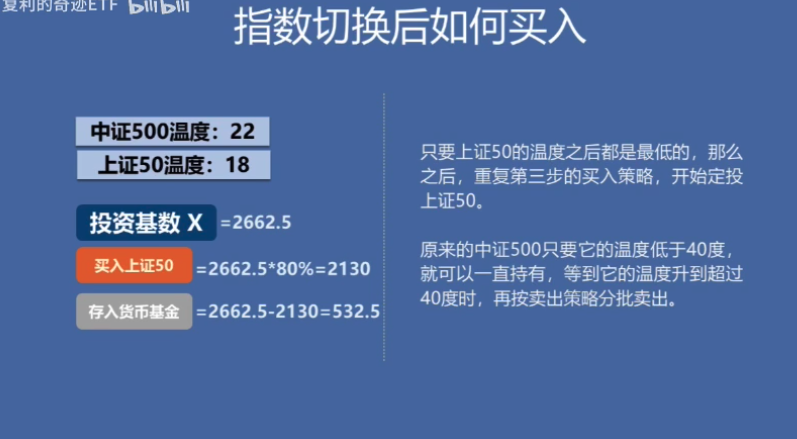 复利的奇迹ETF bilibili
指数切换后如何买入
中证500温度：22
上证50温度：18
投资基数 X =2662.5
买入上证50 =2662.5*80%=2130
存入货币基金 =2662.5-2130=532.5
只要上证50的温度之后都是最低的，那么
之后，重复第三步的买入策略，开始定投
上证50。
原来的中证500只要它的温度低于40度，
就可以一直持有，等到它的温度升到超过
40度时，再按卖出策略分批卖出。